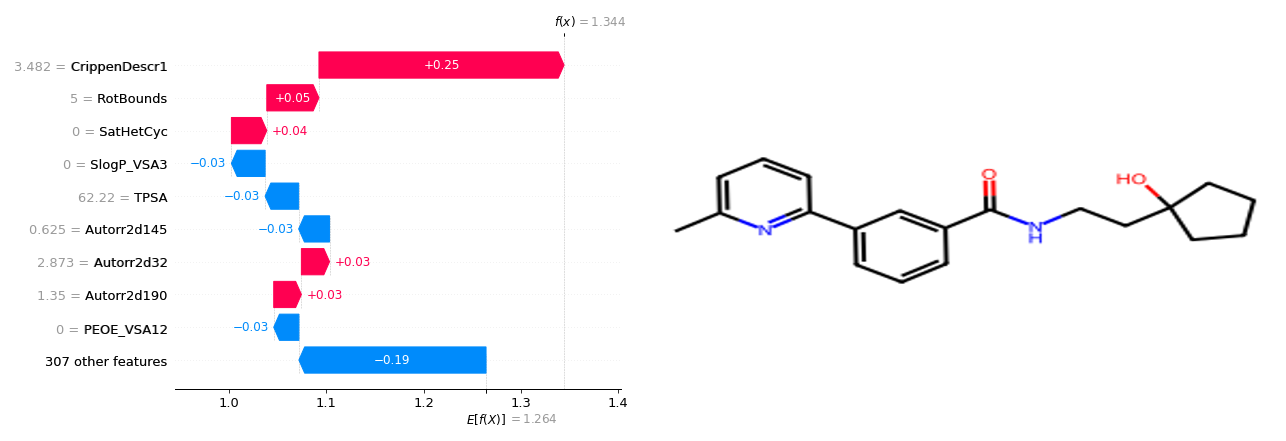 f(x) = 1.344
3.482 = CrippenDescr1
+0.25
5 = RotBounds
+0.05
0 = SatHetCyc
+0.04
0 = SlogP_VSA3
−0.03
62.22 = TPSA
−0.03
0.625 = Autorr2d145
−0.03
2.873 = Autorr2d32
+0.03
1.35 = Autorr2d190
+0.03
0 = PEOE_VSA12
−0.03
307 other features
−0.19
1.0 1.1 1.2 1.3 1.4
E[f(X)] = 1.264
N
O
N
H
HO